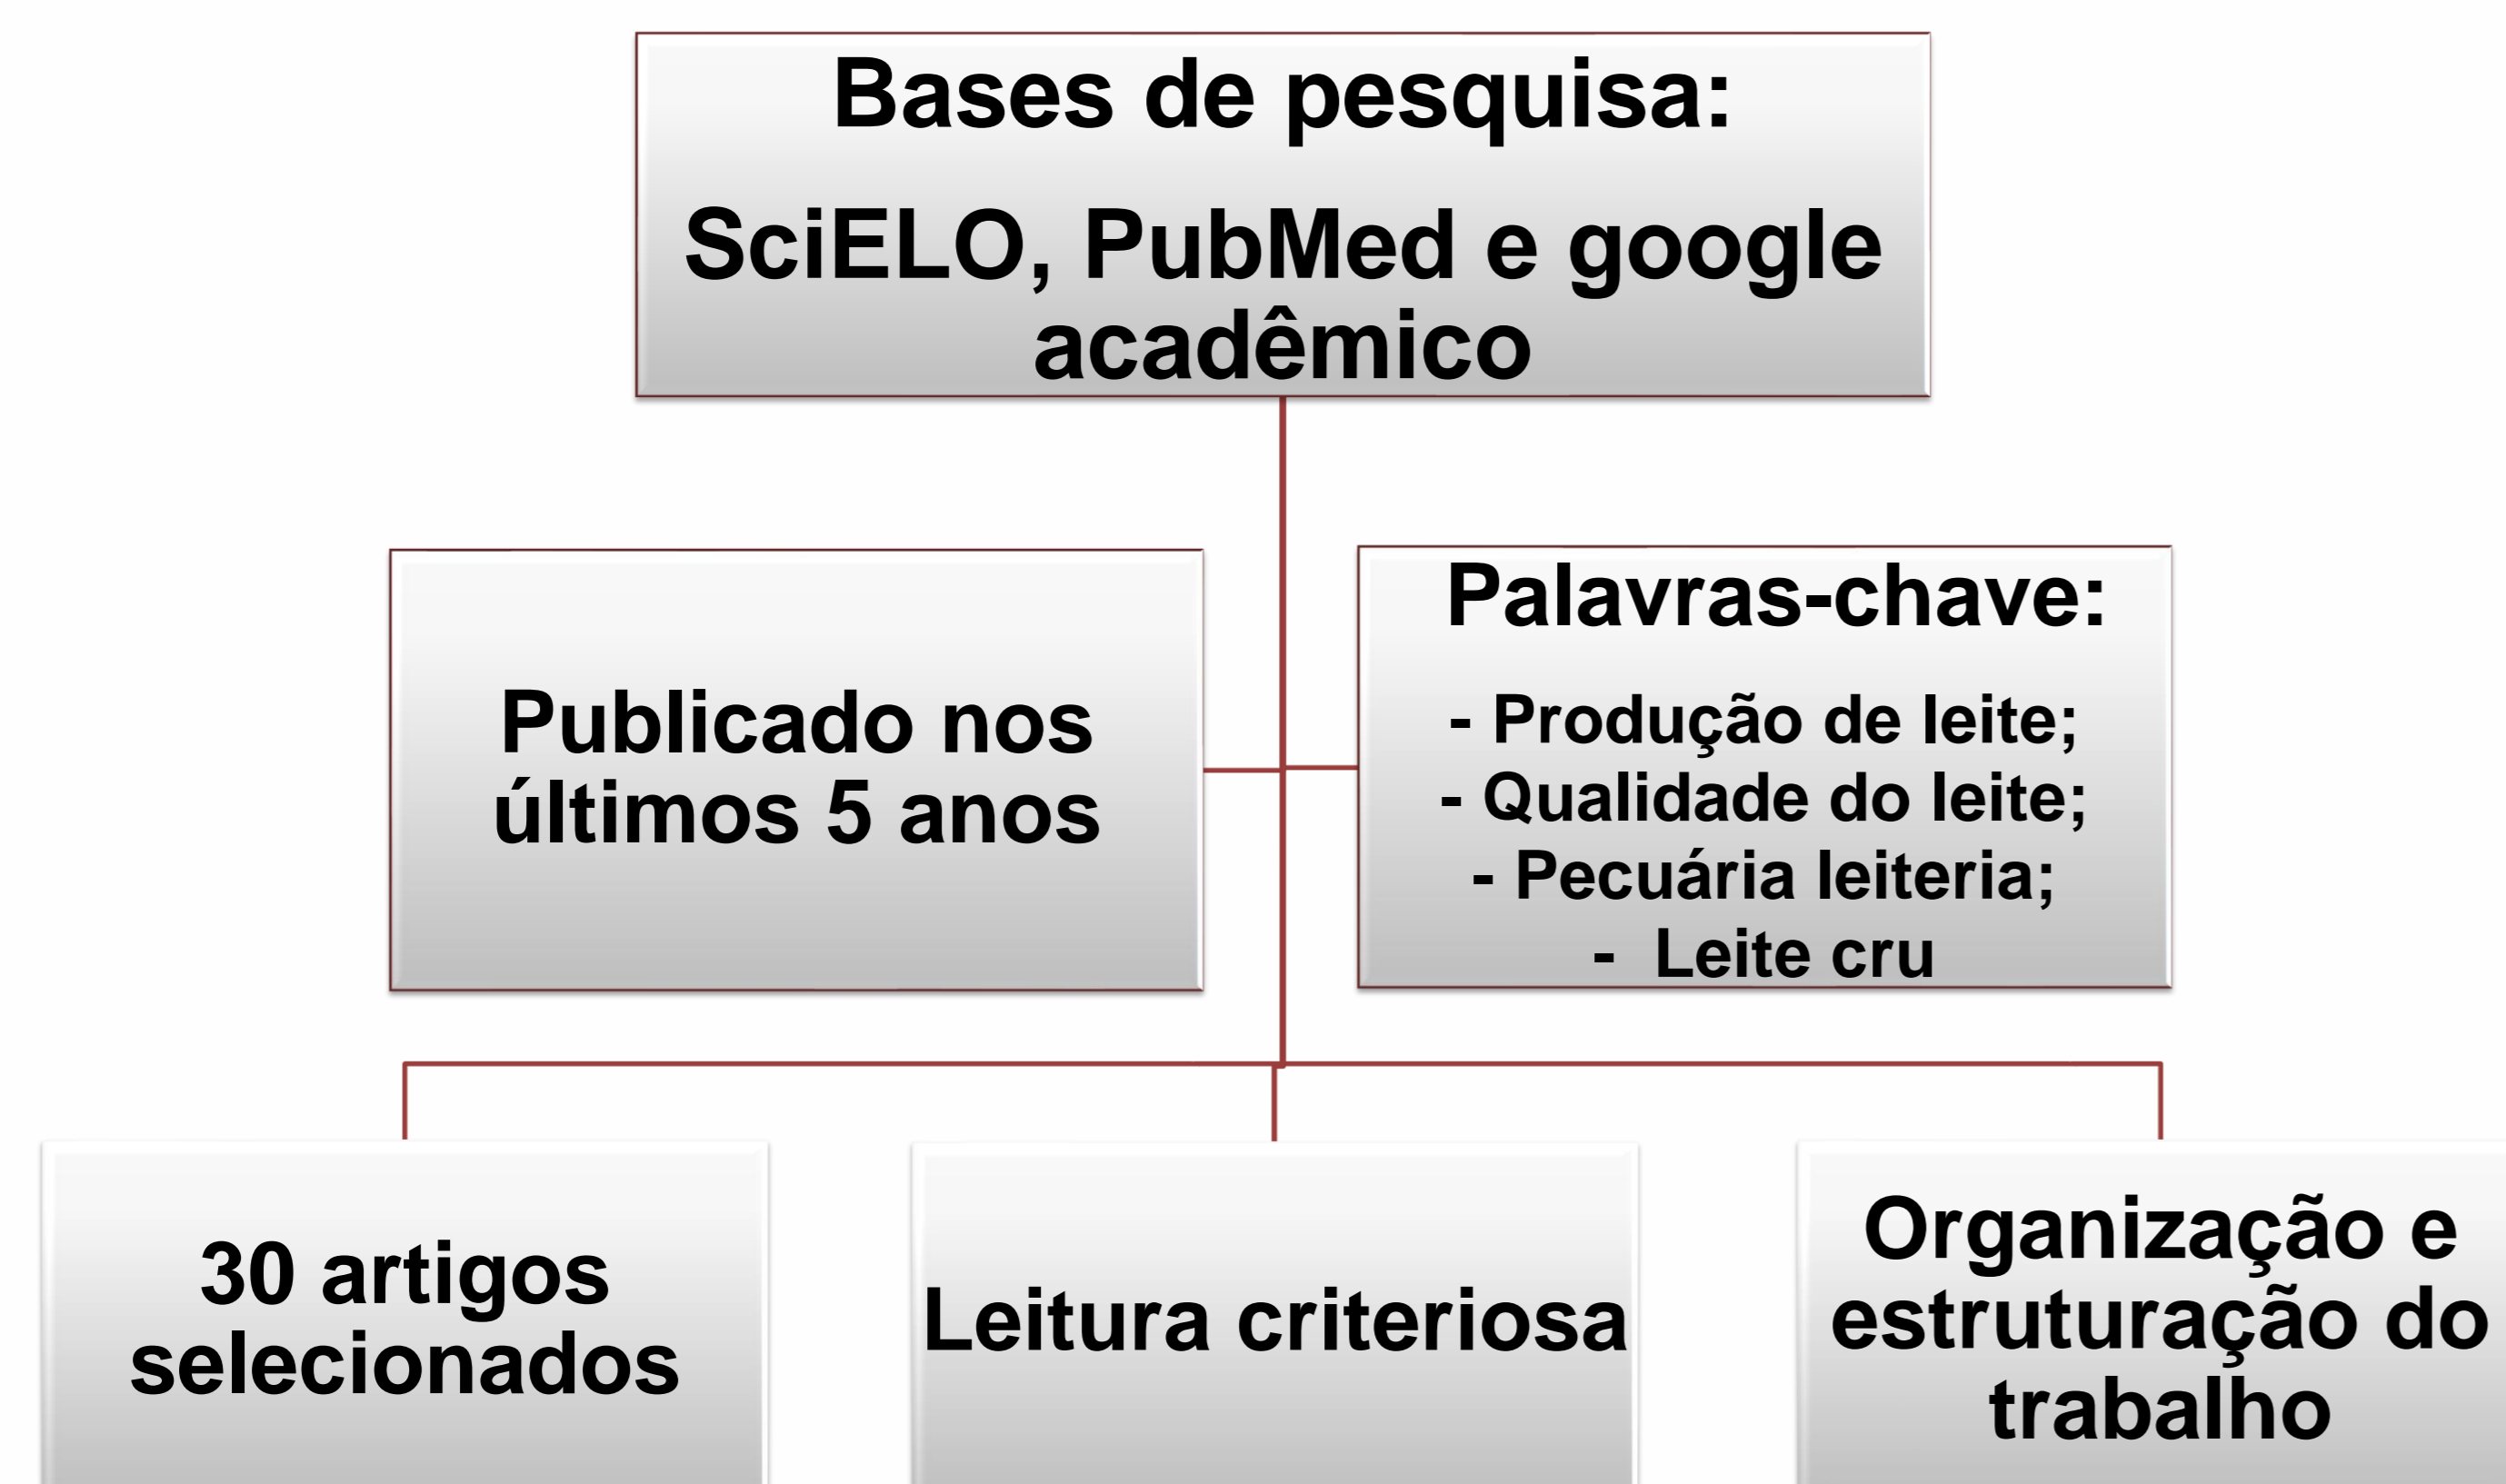 Bases de pesquisa:
SciELO, PubMed e google
acadêmico
Publicado nos
últimos 5 anos
Palavras-chave:
- Produção de leite;
- Qualidade do leite;
- Pecuária leiteria;
- Leite cru
30 artigos
selecionados
Leitura criteriosa
Organização e
estruturação do
trabalho